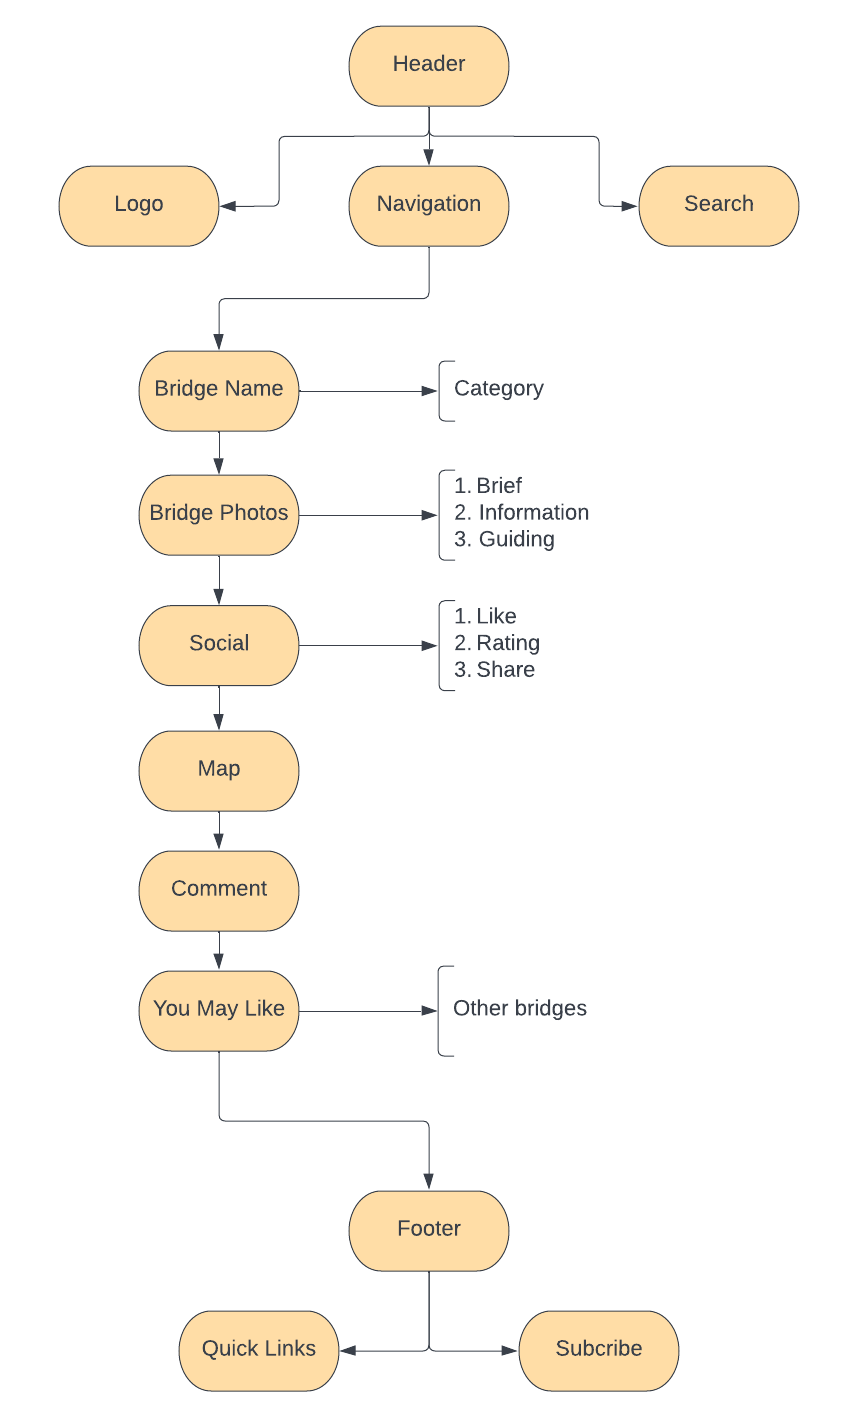 Header
Logo
Navigation
Search
Bridge Name
Category
Bridge Photos
1. Brief
2. Information
3. Guiding
Social
1. Like
2. Rating
3. Share
Map
Comment
You May Like
Other bridges
Footer
Quick Links
Subcribe